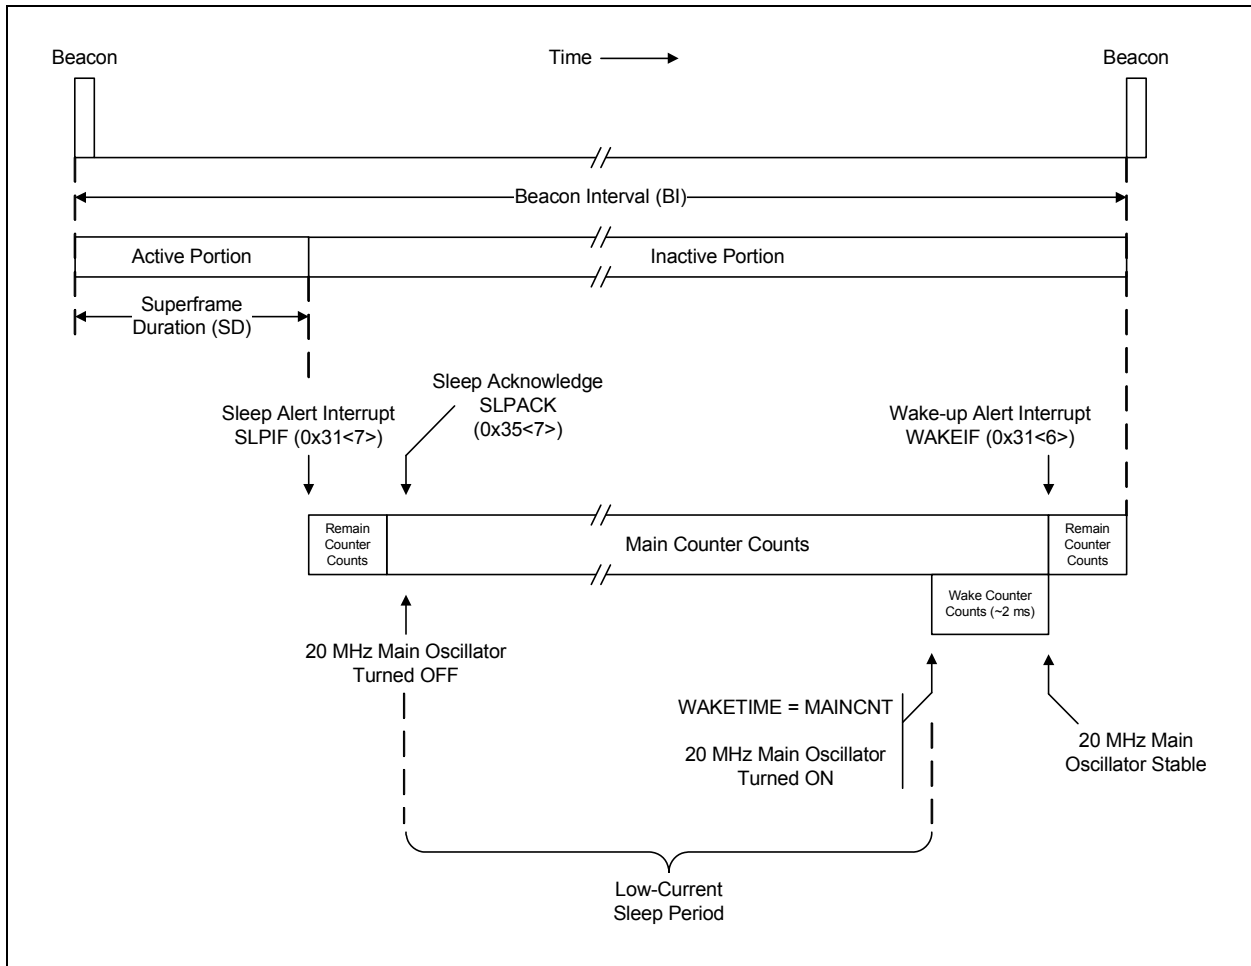 Beacon
Time
Beacon
Beacon Interval (BI)
Active Portion
Inactive Portion
Superframe
Duration (SD)
Sleep Alert Interrupt
SLPIF (0x31<7>)
Sleep Acknowledge
SLPACK
(0x35<7>)
Wake-up Alert Interrupt
WAKEIF (0x31<6>)
Remain
Counter
Counts
Main Counter Counts
Remain
Counter
Counts
Wake Counter
Counts (~2 ms)
20 MHz Main Oscillator
Turned OFF
WAKETIME = MAINCNT
20 MHz Main Oscillator
Turned ON
20 MHz Main
Oscillator Stable
Low-Current
Sleep Period